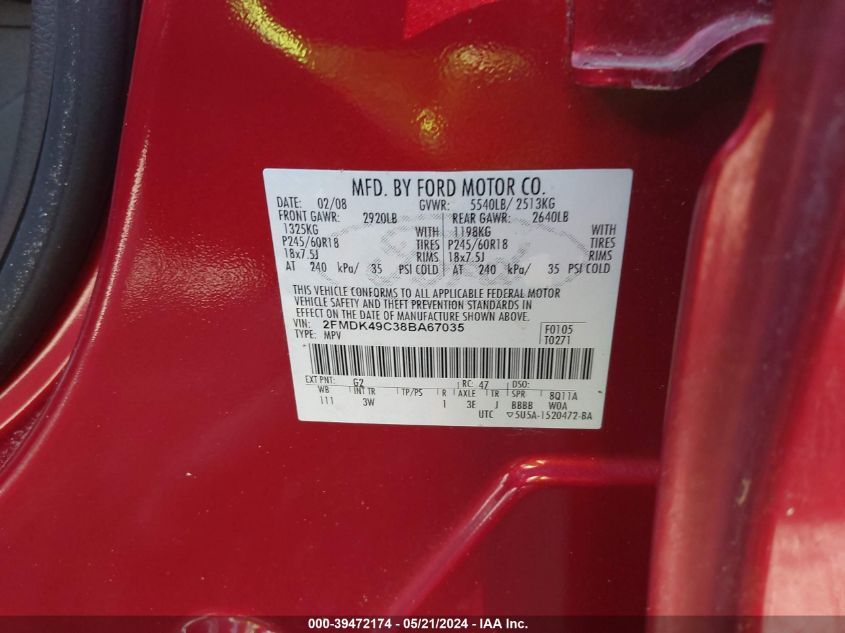 MFD. BY FORD MOTOR CO.
DATE: 02/08 GVWR: 5540LB/ 2513KG
FRONT GAWR: 2920LB REAR GAWR: 2640LB
1325KG WITH 1198KG WITH
P245/60R18 TIRES P245/60R18 TIRES
18x7.5J RIMS 18x7.5J RIMS
AT 240 kPa/ 35 PSI COLD AT 240 kPa/ 35 PSI COLD
THIS VEHICLE CONFORMS TO ALL APPLICABLE FEDERAL MOTOR
VEHICLE SAFETY AND THEFT PREVENTION STANDARDS IN
EFFECT ON THE DATE OF MANUFACTURE SHOWN ABOVE.
VIN: 2FMDK49C38BA67035 F0105
TYPE: MPV T0271
EXT PNT: G2 RC: 47 DSO:
WB INT TR TP/PS R AXLE TR SPR 8Q11A
111 3W 1 3E J BBBB WOA
UTC ▽5U5A-1520472-BA
000-39472174 - 05/21/2024 - IAA Inc.